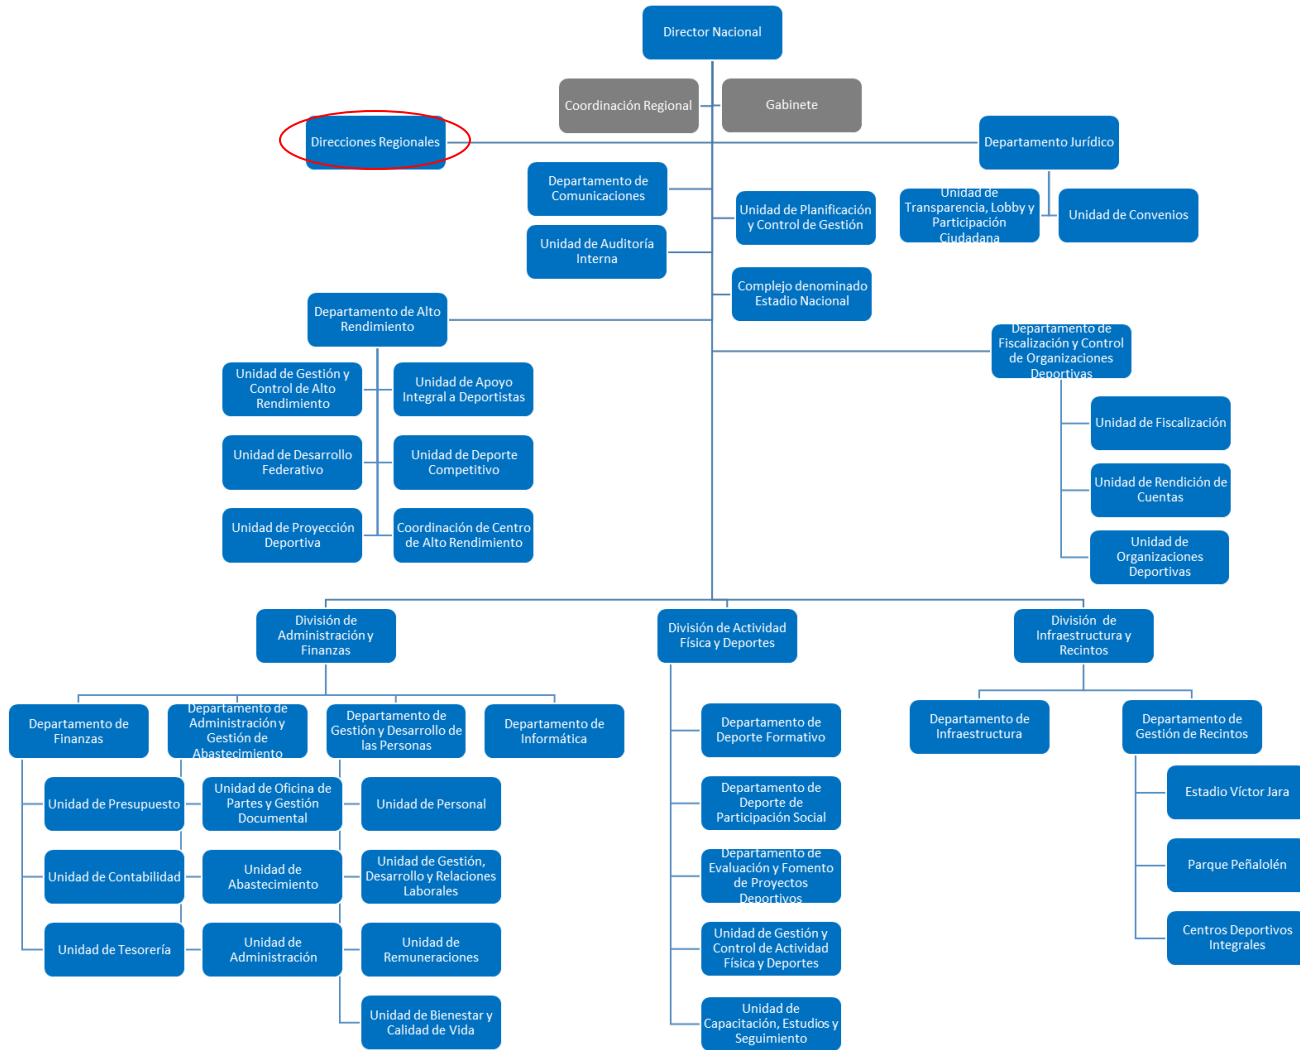 Director Nacional
Coordinación Regional
Gabinete
Direcciones Regionales
Departamento Jurídico
Departamento de
Comunicaciones
Unidad de Planificación
y Control de Gestión
Unidad de
Transparencia, Lobby y
Participación
Ciudadana
Unidad de Convenios
Unidad de Auditoría
Interna
Complejo denominado
Estadio Nacional
Departamento de Alto
Rendimiento
Departamento de
Fiscalización y Control
de Organizaciones
Deportivas
Unidad de Gestión y
Control de Alto
Rendimiento
Unidad de Apoyo
Integral a Deportistas
Unidad de Fiscalización
Unidad de Desarrollo
Federativo
Unidad de Deporte
Competitivo
Unidad de Rendición de
Cuentas
Unidad de Proyección
Deportiva
Coordinación de Centro
de Alto Rendimiento
Unidad de
Organizaciones
Deportivas
División de
Administración y
Finanzas
División de Actividad
Física y Deportes
División de
Infraestructura y
Recintos
Departamento de
Finanzas
Departamento de
Administración y
Gestión de
Abastecimiento
Departamento de
Gestión y Desarrollo de
las Personas
Departamento de
Informática
Departamento de
Deporte Formativo
Departamento de
Infraestructura
Departamento de
Gestión de Recintos
Unidad de Presupuesto
Unidad de Oficina de
Partes y Gestión
Documental
Unidad de Personal
Departamento de
Deporte de
Participación Social
Estadio Víctor Jara
Unidad de Contabilidad
Unidad de
Abastecimiento
Unidad de Gestión,
Desarrollo y Relaciones
Laborales
Departamento de
Evaluación y Fomento
de Proyectos
Deportivos
Parque Peñalolén
Unidad de Tesorería
Unidad de
Administración
Unidad de
Remuneraciones
Unidad de Gestión y
Control de Actividad
Física y Deportes
Centros Deportivos
Integrales
Unidad de Bienestar y
Calidad de Vida
Unidad de
Capacitación, Estudios y
Seguimiento